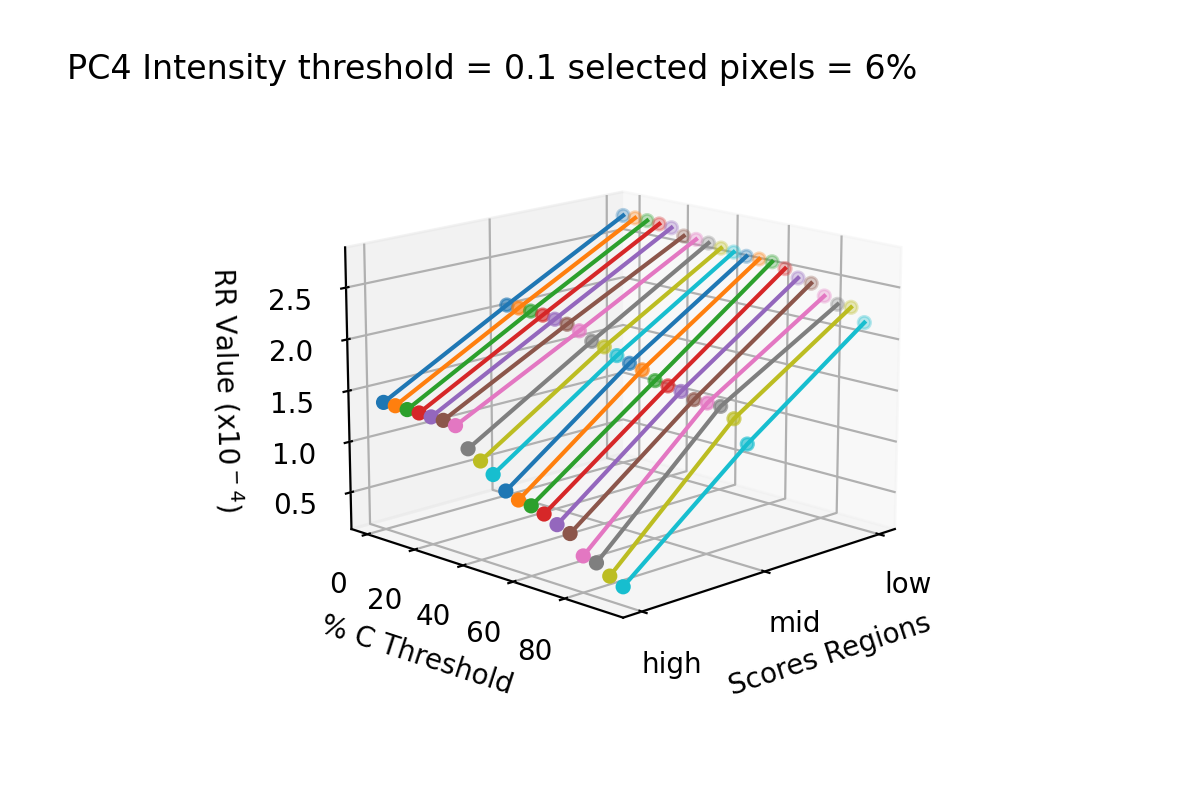 PC4 Intensity threshold = 0.1 selected pixels = 6%
RR Value (x10⁻⁴)
2.5
2.0
1.5
1.0
0.5
0
20
40
60
80
% C Threshold
high
mid
low
Scores Regions